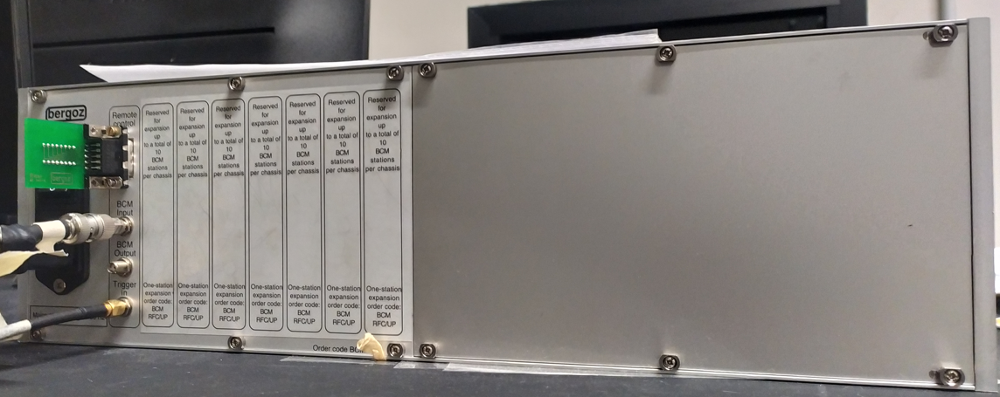 bergoz
Remote
control
BCM
Input
BCM
Output
Trigger
in
bergoz
Reserved
for
expansion
up
to a total of
10
BCM
stations
per chassis
One-station
expansion
order code:
BCM
RFC/UP
Reserved
for
expansion
up
to a total of
10
BCM
stations
per chassis
One-station
expansion
order code:
BCM
RFC/UP
Reserved
for
expansion
up
to a total of
10
BCM
stations
per chassis
One-station
expansion
order code:
BCM
RFC/UP
Reserved
for
expansion
up
to a total of
10
BCM
stations
per chassis
One-station
expansion
order code:
BCM
RFC/UP
Reserved
for
expansion
up
to a total of
10
BCM
stations
per chassis
One-station
expansion
order code:
BCM
RFC/UP
Reserved
for
expansion
up
to a total of
10
BCM
stations
per chassis
One-station
expansion
order code:
BCM
RFC/UP
Reserved
for
expansion
up
to a total of
10
BCM
stations
per chassis
One-station
expansion
order code:
BCM
RFC/UP
Order code